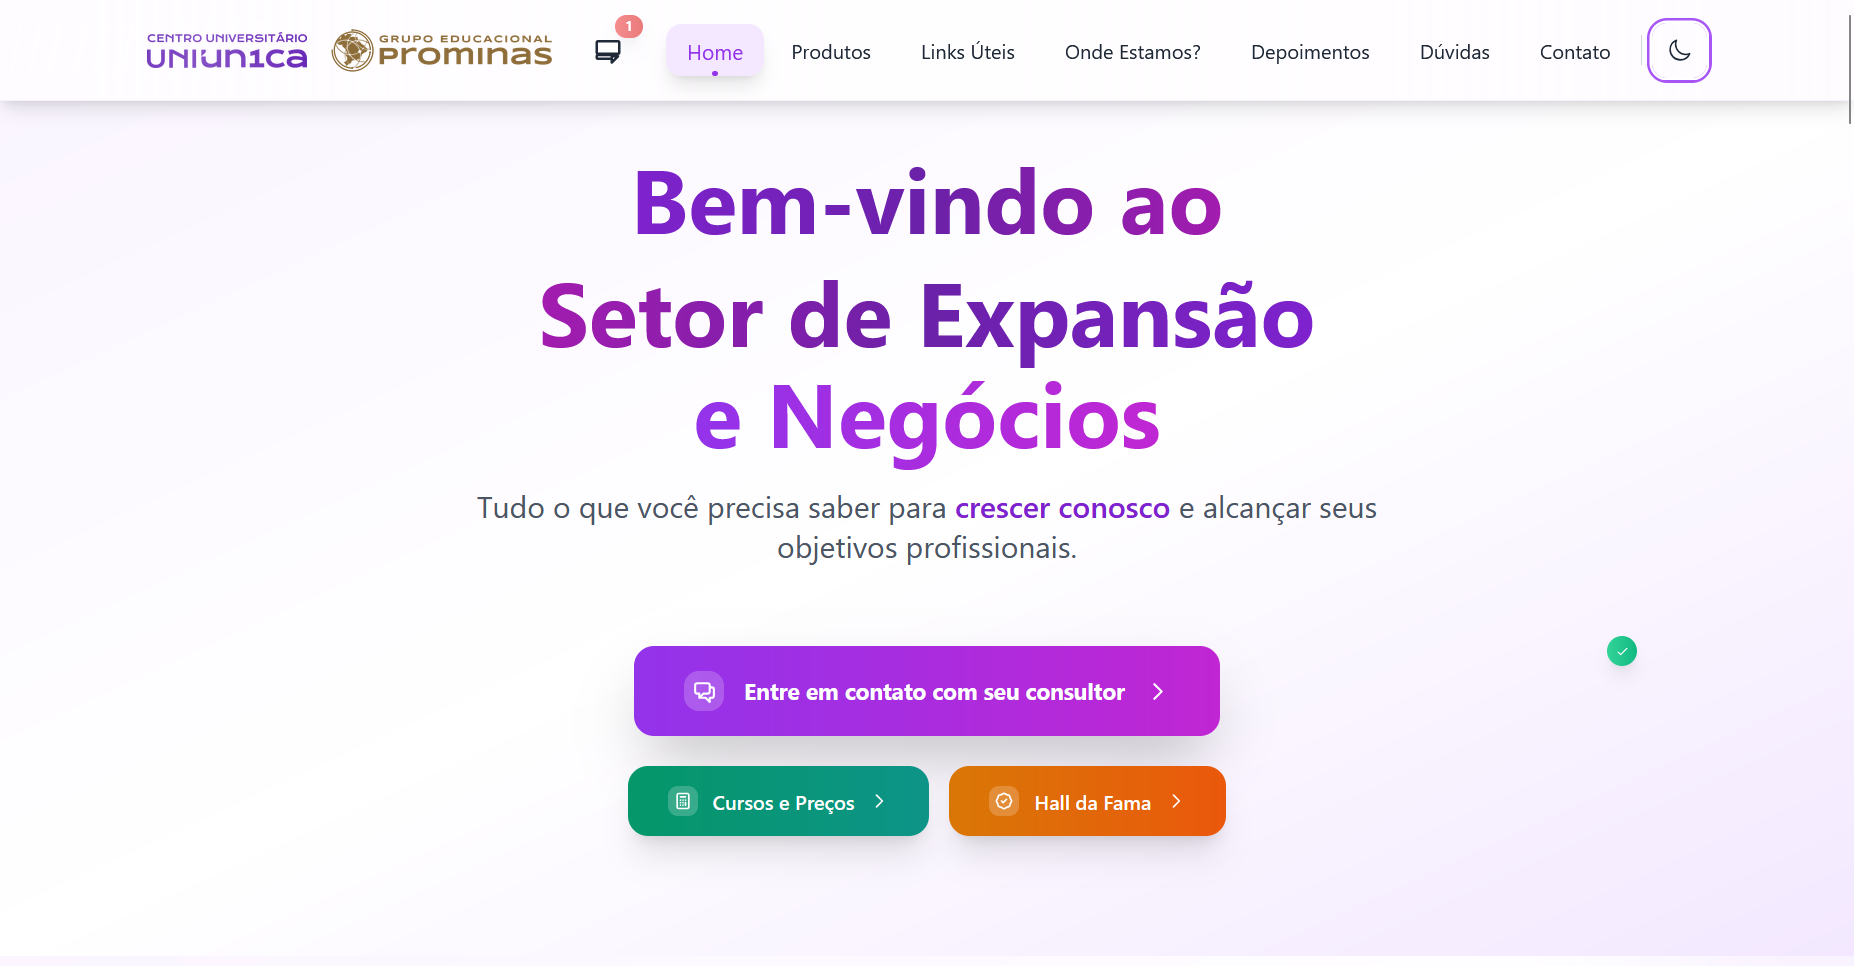 CENTRO UNIVERSITÁRIO
UNIUN1CA
GRUPO EDUCACIONAL
Prominas
1
Home
Produtos
Links Úteis
Onde Estamos?
Depoimentos
Dúvidas
Contato
Bem-vindo ao
Setor de Expansão
e Negócios
Tudo o que você precisa saber para crescer conosco e alcançar seus
objetivos profissionais.
Entre em contato com seu consultor
Cursos e Preços
Hall da Fama